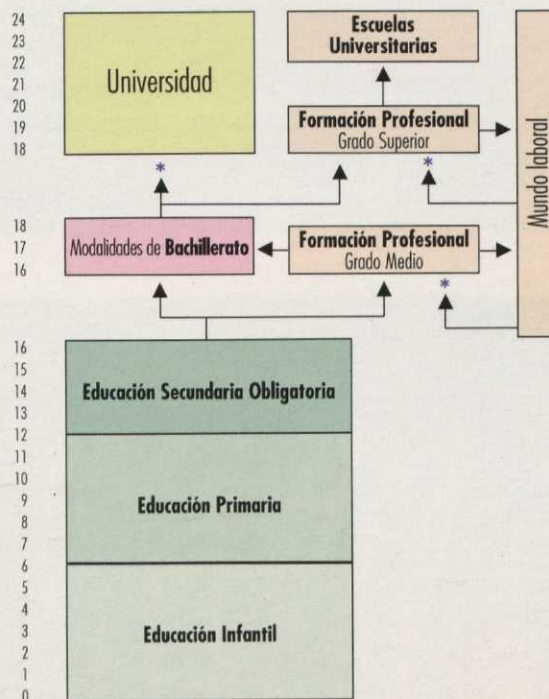 24
23
22
21
20
19
18
Universidad
Escuelas
Universitarias
Formación Profesional
Grado Superior
*
*
Mundo laboral
18
17
16
Modalidades de Bachillerato
Formación Profesional
Grado Medio
*
16
15
14
13
12
11
10
9
8
7
6
5
4
3
2
1
0
Educación Secundaria Obligatoria
Educación Primaria
Educación Infantil